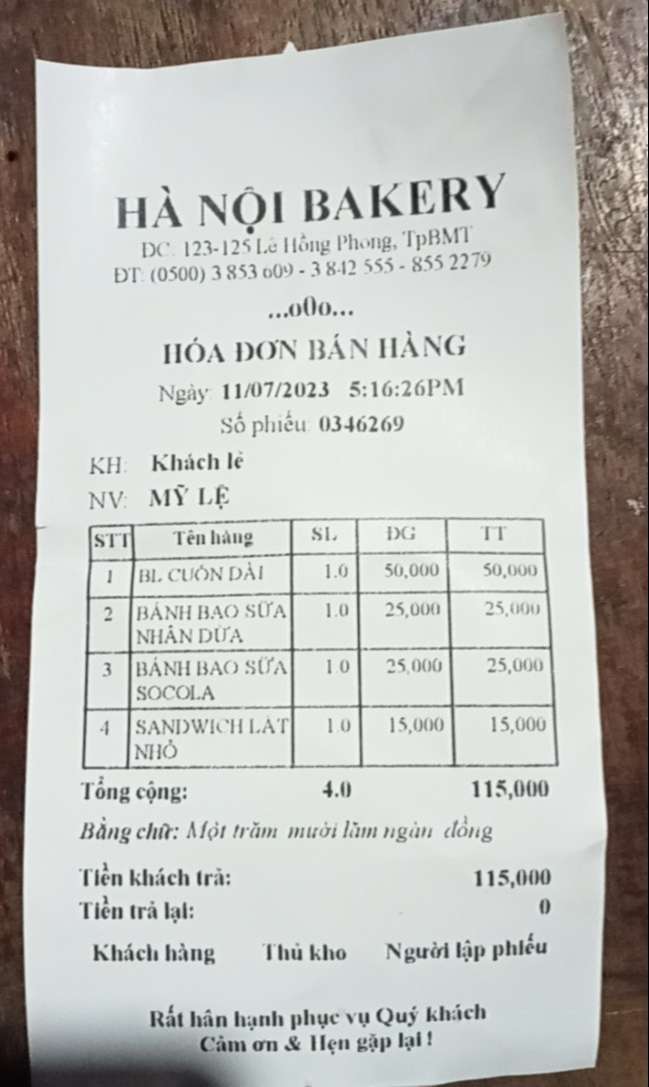 HÀ NỘI BAKERY
ĐC: 123-125 Lê Hồng Phong, TpBMT
ĐT: (0500) 3 853 609 - 3 842 555 - 855 2279
...o0o...
HÓA ĐƠN BÁN HÀNG
Ngày: 11/07/2023 5:16:26PM
Số phiếu: 0346269
KH: Khách lẻ
NV: MỸ LỆ
STT Tên hàng SL ĐG TT
1 BL CUỘN DÀI 1.0 50,000 50,000
2 BÁNH BAO SỮA 1.0 25,000 25,000
NHÂN DỪA
3 BÁNH BAO SỮA 1.0 25,000 25,000
SOCOLA
4 SANDWICH LÁT 1.0 15,000 15,000
NHỎ
Tổng cộng: 4.0 115,000
Bằng chữ: Một trăm mười lăm ngàn đồng
Tiền khách trả: 115,000
Tiền trả lại: 0
Khách hàng Thủ kho Người lập phiếu
Rất hân hạnh phục vụ Quý khách
Cảm ơn & Hẹn gặp lại !